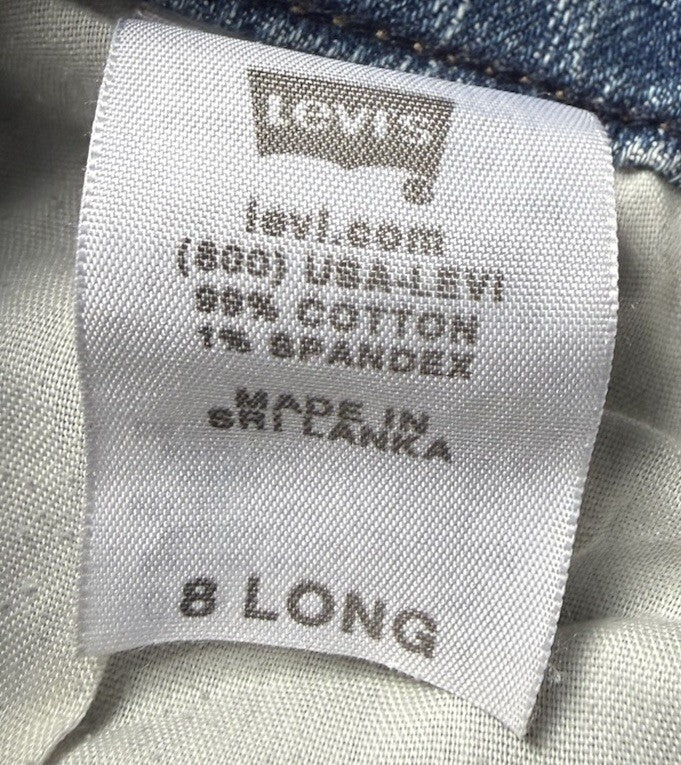 Levi's
®
levi.com
(800) USA-LEVI
99% COTTON
1% SPANDEX
MADE IN
SRI LANKA
8 LONG